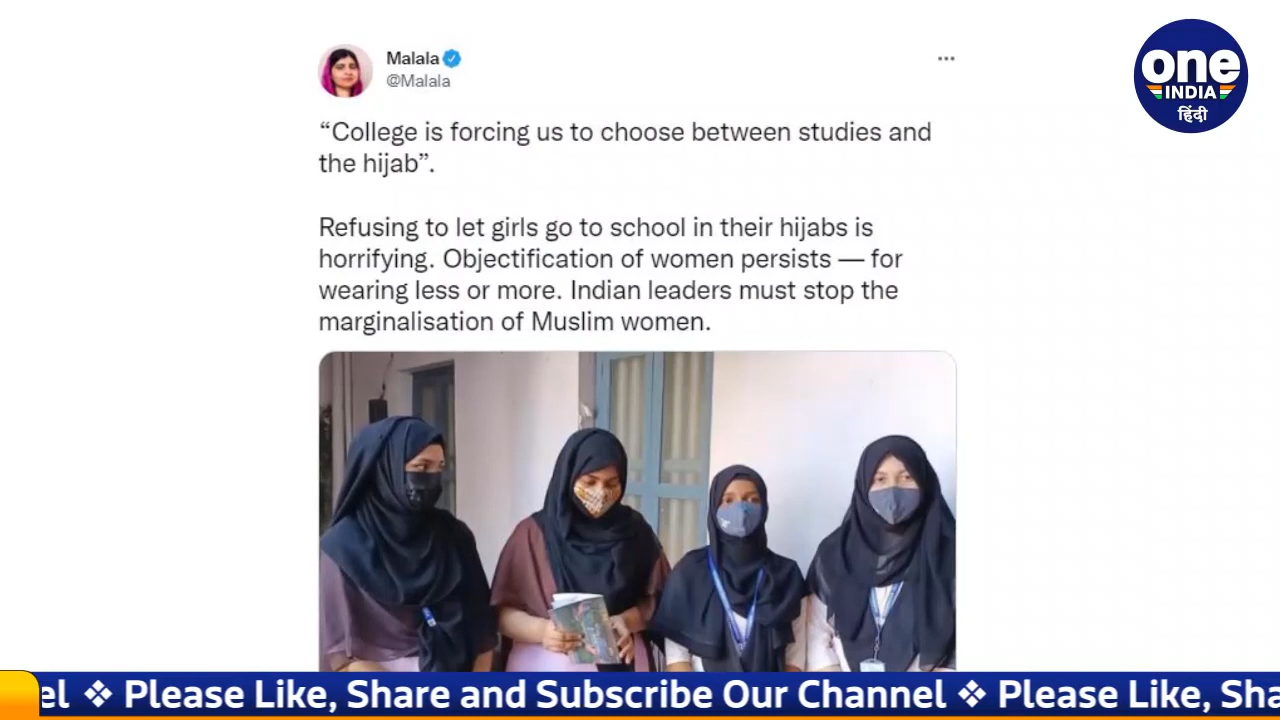 Malala
@Malala
one
INDIA
हिंदी
“College is forcing us to choose between studies and
the hijab”.
Refusing to let girls go to school in their hijabs is
horrifying. Objectification of women persists — for
wearing less or more. Indian leaders must stop the
marginalisation of Muslim women.
el ❖ Please Like, Share and Subscribe Our Channel ❖ Please Like, Sha